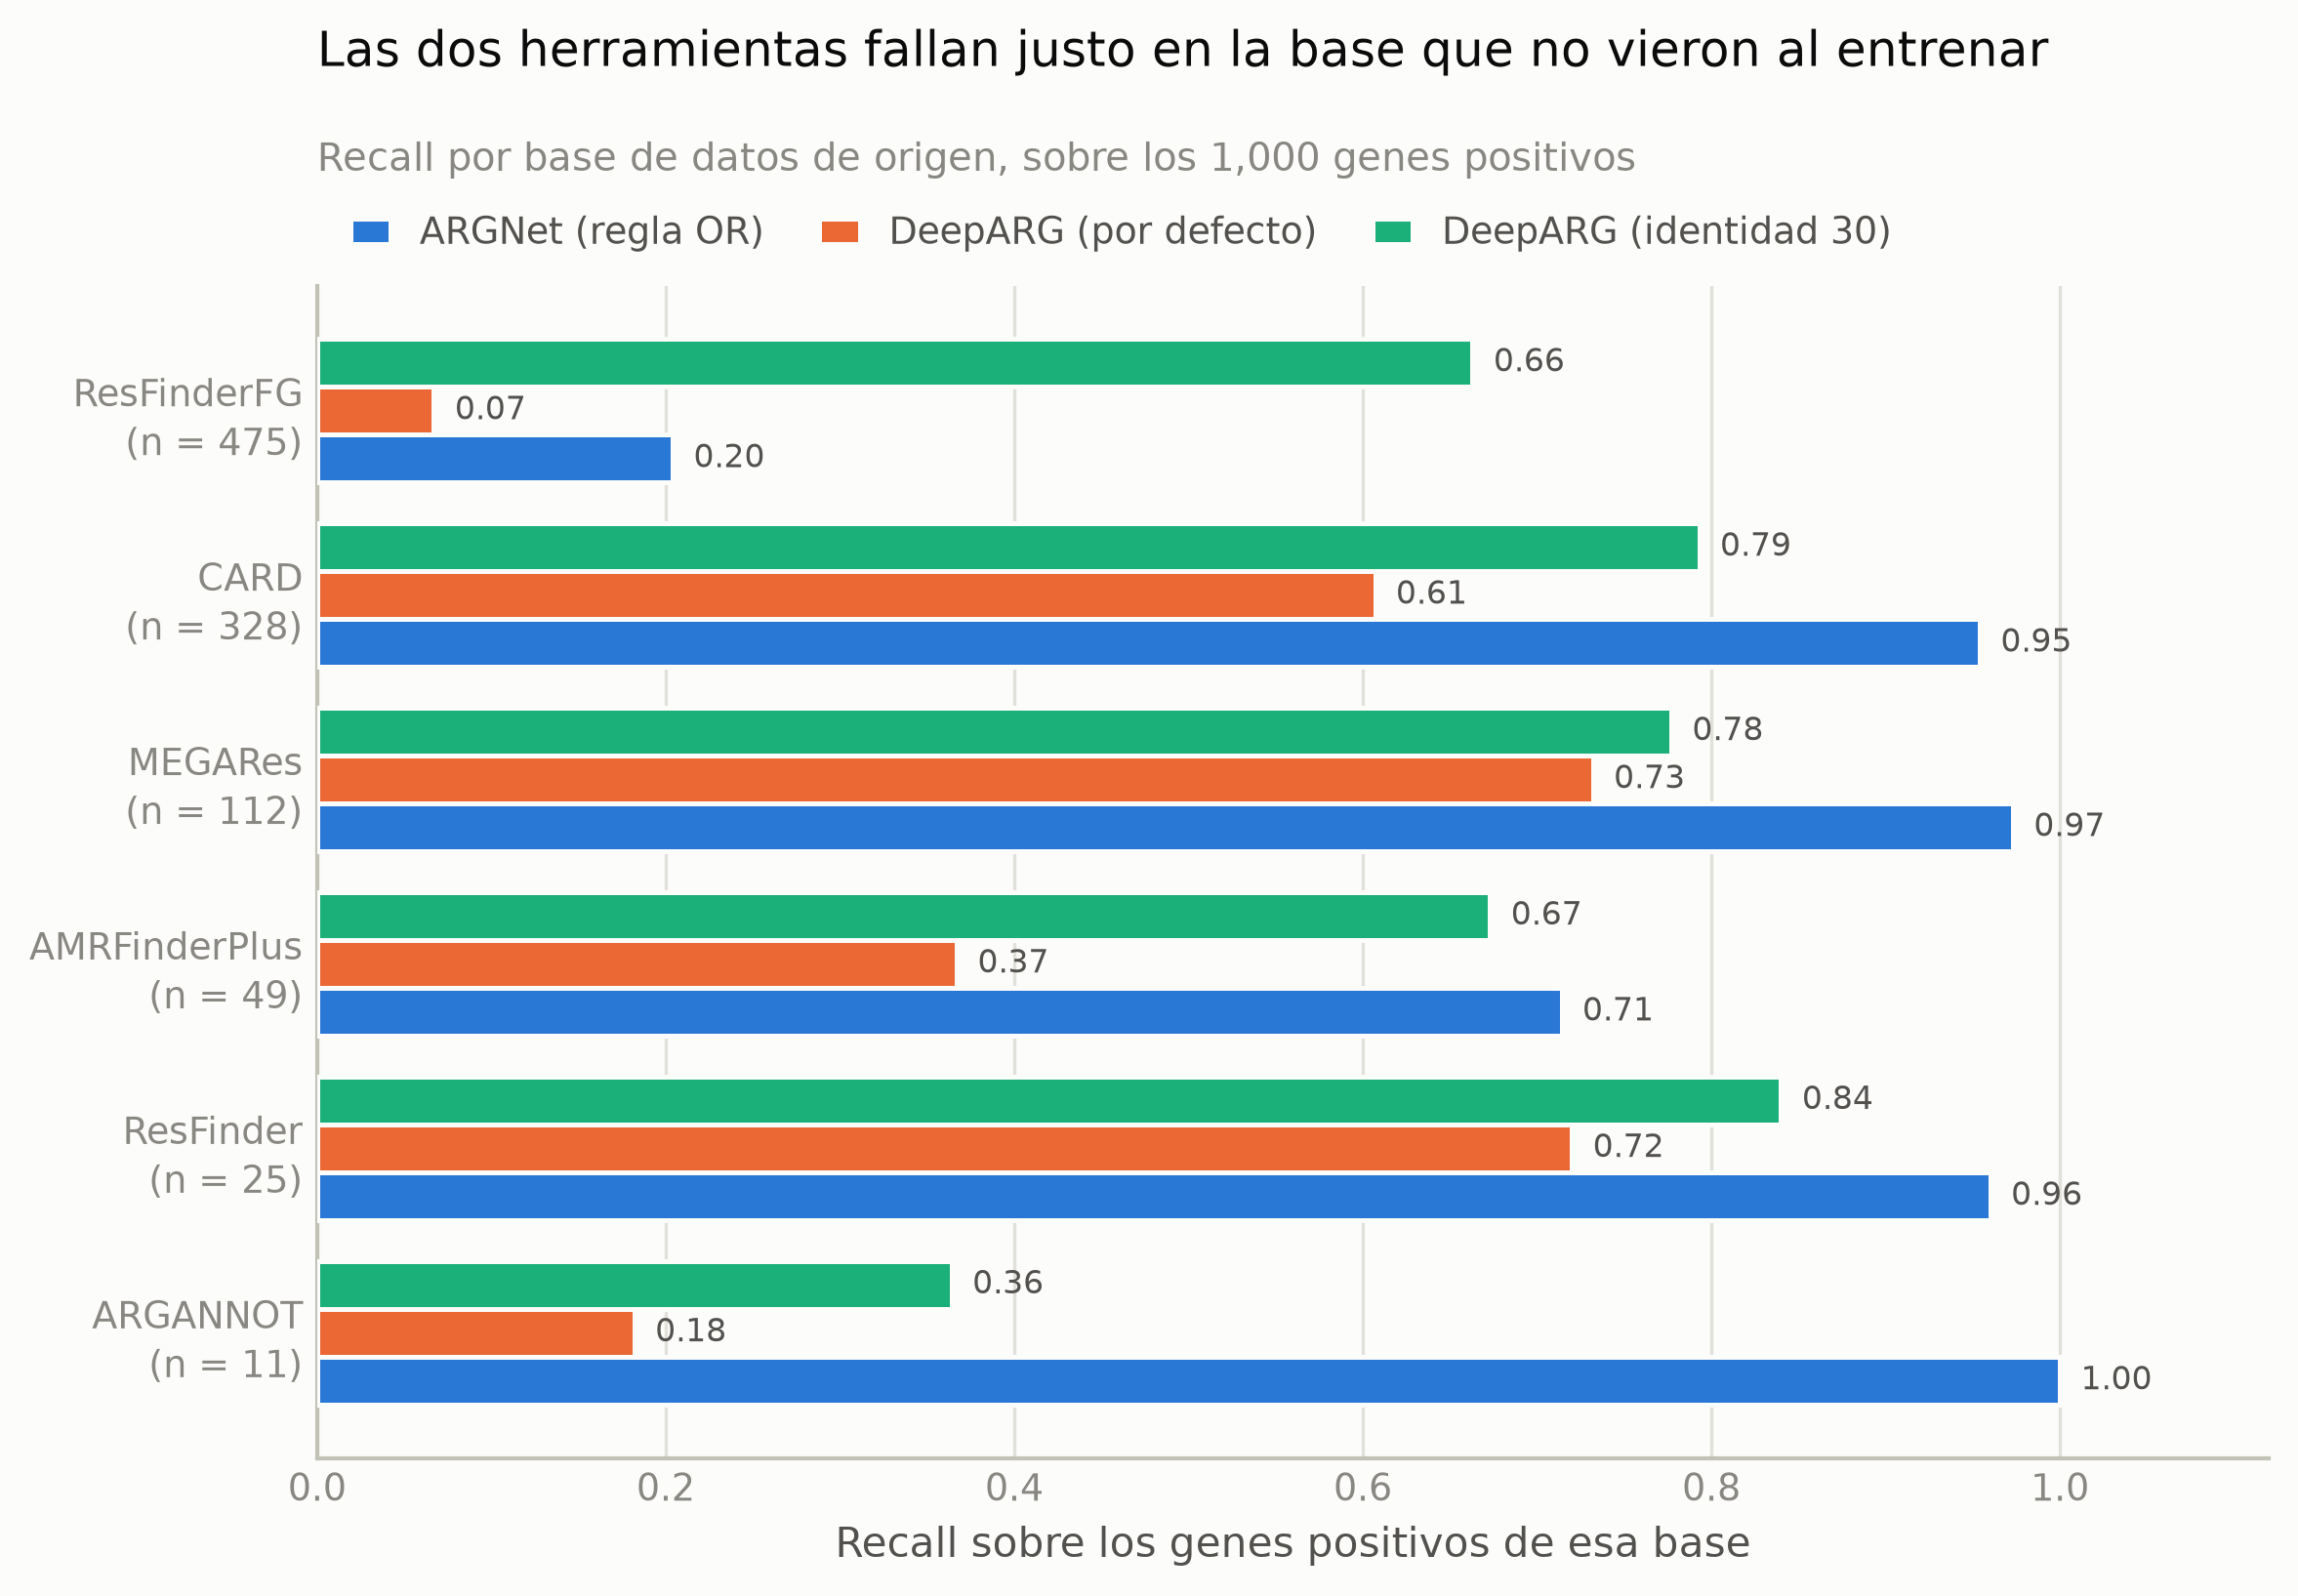 Las dos herramientas fallan justo en la base que no vieron al entrenar
Recall por base de datos de origen, sobre los 1,000 genes positivos
ARGNet (regla OR) DeepARG (por defecto) DeepARG (identidad 30)
ResFinderFG
(n = 475)
0.66
0.07
0.20
CARD
(n = 328)
0.79
0.61
0.95
MEGARes
(n = 112)
0.78
0.73
0.97
AMRFinderPlus
(n = 49)
0.67
0.37
0.71
ResFinder
(n = 25)
0.84
0.72
0.96
ARGANNOT
(n = 11)
0.36
0.18
1.00
0.0 0.2 0.4 0.6 0.8 1.0
Recall sobre los genes positivos de esa base